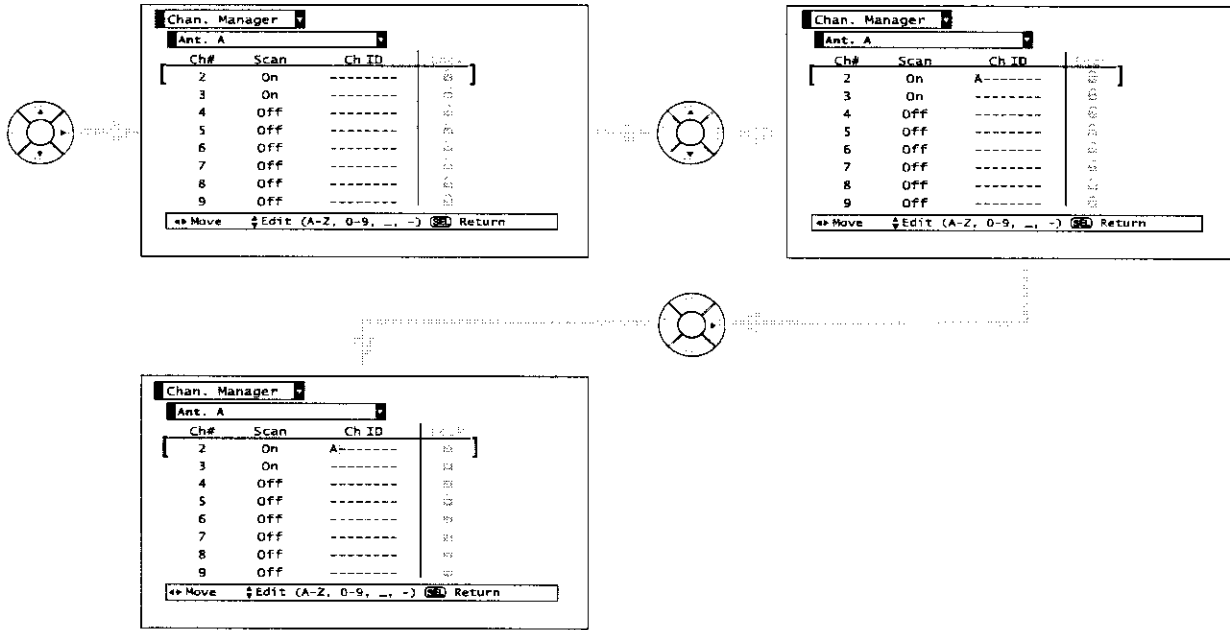 Chan. Manager
Ant. A
Ch# Scan Ch ID
2 On --------
3 On --------
4 Off --------
5 Off --------
6 Off --------
7 Off --------
8 Off --------
9 Off --------
Move Edit (A-Z, 0-9, _, -) SEL Return
Chan. Manager
Ant. A
Ch# Scan Ch ID
2 On A-------
3 On --------
4 Off --------
5 Off --------
6 Off --------
7 Off --------
8 Off --------
9 Off --------
Move Edit (A-Z, 0-9, _, -) SEL Return
Chan. Manager
Ant. A
Ch# Scan Ch ID
2 On A-------
3 On --------
4 Off --------
5 Off --------
6 Off --------
7 Off --------
8 Off --------
9 Off --------
Move Edit (A-Z, 0-9, _, -) SEL Return